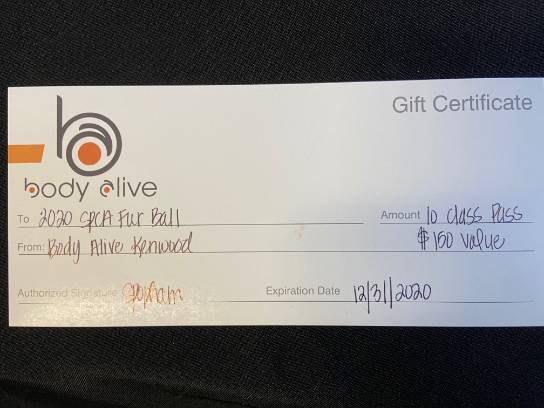 Gift Certificate
body alive
To 2020 SPCA Fur Ball
Amount 10 Class Pass
From: Body Alive Kenwood
$150 value
Authorized Signature
Expiration Date 12/31/2020